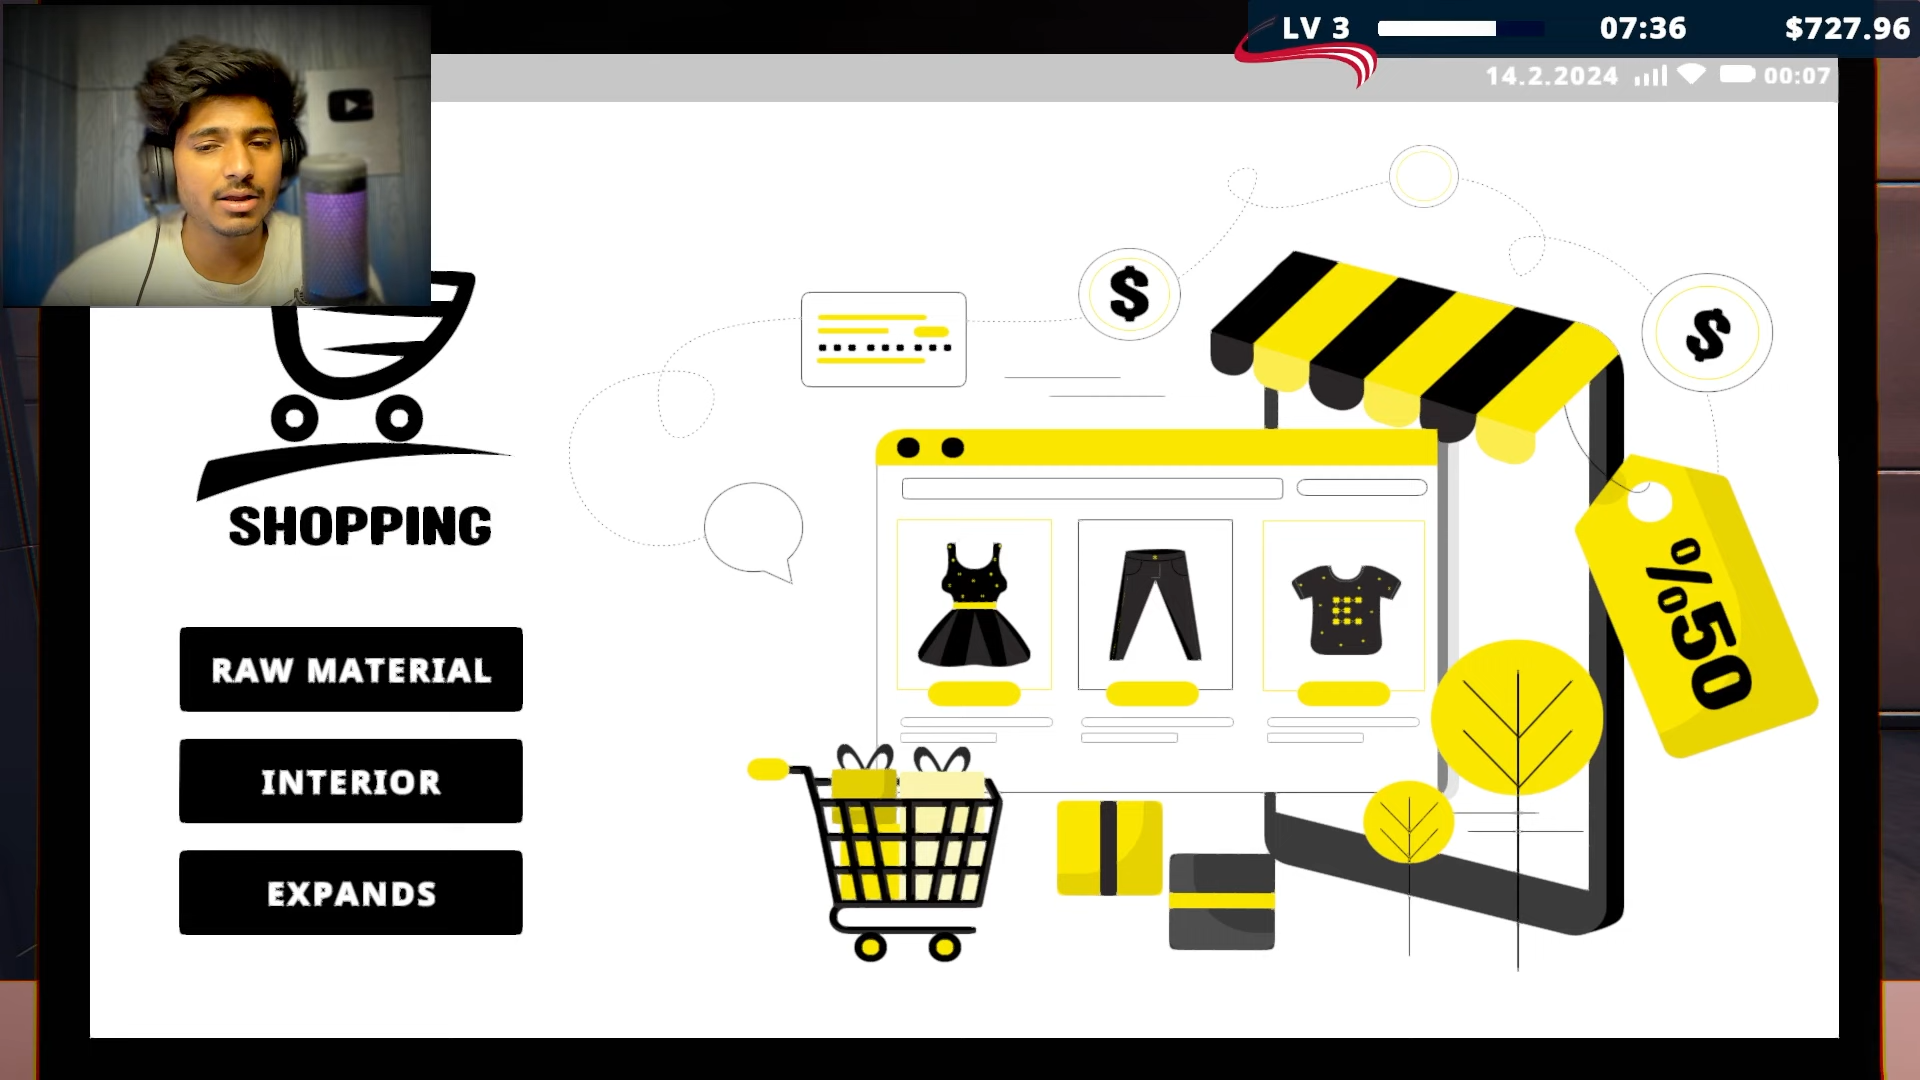 LV 3 07:36 $727.96
14.2.2024 00:07
$
$
%50
SHOPPING
RAW MATERIAL
INTERIOR
EXPANDS